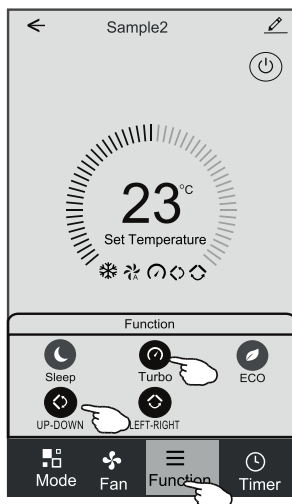 Sample2
23°C
Set Temperature
A
Function
Sleep Turbo ECO
UP-DOWN LEFT-RIGHT
Mode Fan Function Timer